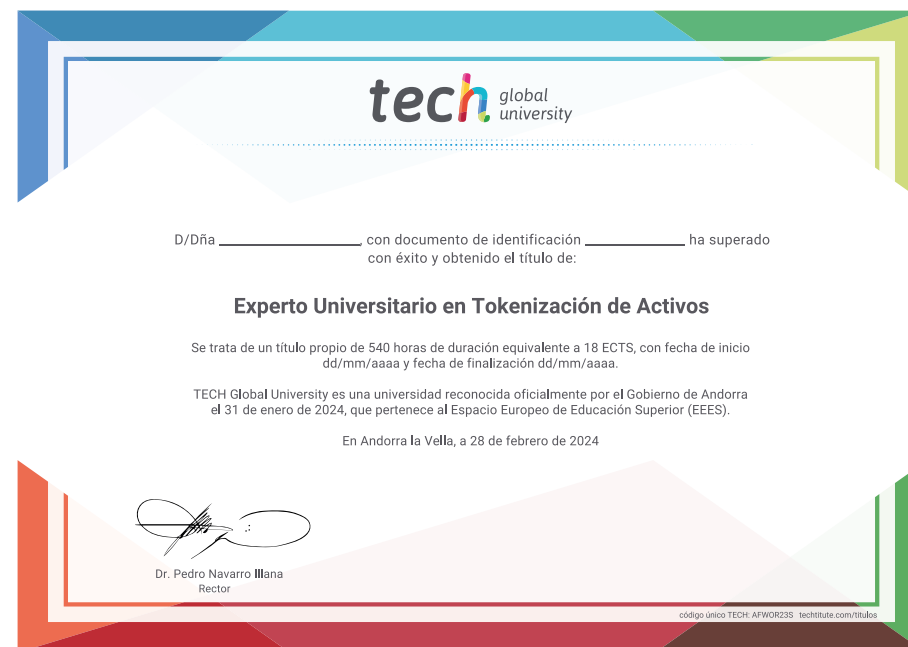 tech global university
D/Dña ______________, con documento de identificación ______________ ha superado
con éxito y obtenido el título de:
Experto Universitario en Tokenización de Activos
Se trata de un título propio de 540 horas de duración equivalente a 18 ECTS, con fecha de inicio
dd/mm/aaaa y fecha de finalización dd/mm/aaaa.
TECH Global University es una universidad reconocida oficialmente por el Gobierno de Andorra
el 31 de enero de 2024, que pertenece al Espacio Europeo de Educación Superior (EEES).
En Andorra la Vella, a 28 de febrero de 2024
Dr. Pedro Navarro Illana
Rector
código único TECH: AFWOR23S techtitute.com/titulos